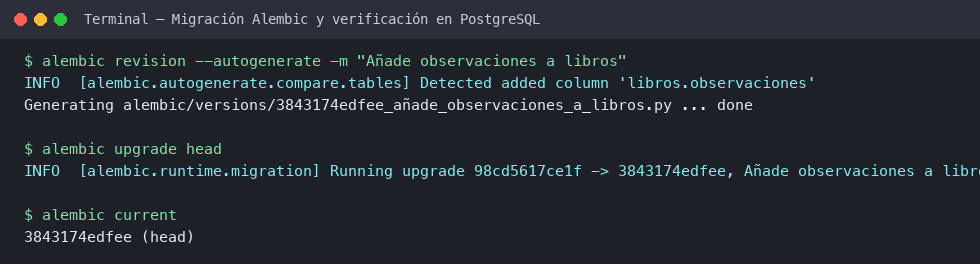 Terminal — Migración Alembic y verificación en PostgreSQL
$ alembic revision --autogenerate -m "Añade observaciones a libros"
INFO  [alembic.autogenerate.compare.tables] Detected added column 'libros.observaciones'
Generating alembic/versions/3843174edfee_añade_observaciones_a_libros.py ... done
$ alembic upgrade head
INFO  [alembic.runtime.migration] Running upgrade 98cd5617ce1f -> 3843174edfee, Añade observaciones a libr
$ alembic current
3843174edfee (head)